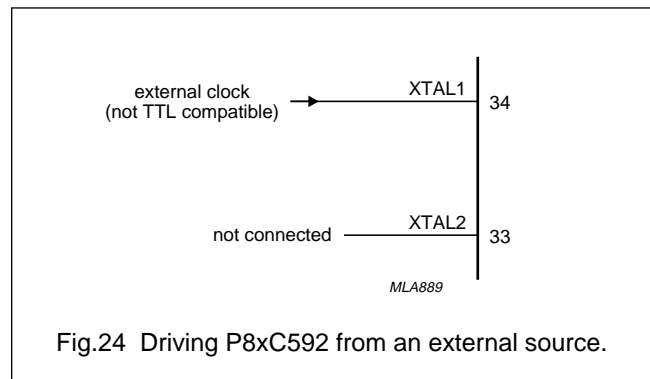 external clock
(not TTL compatible)
XTAL1
34
not connected
XTAL2
33
MLA889
Fig.24 Driving P8xC592 from an external source.